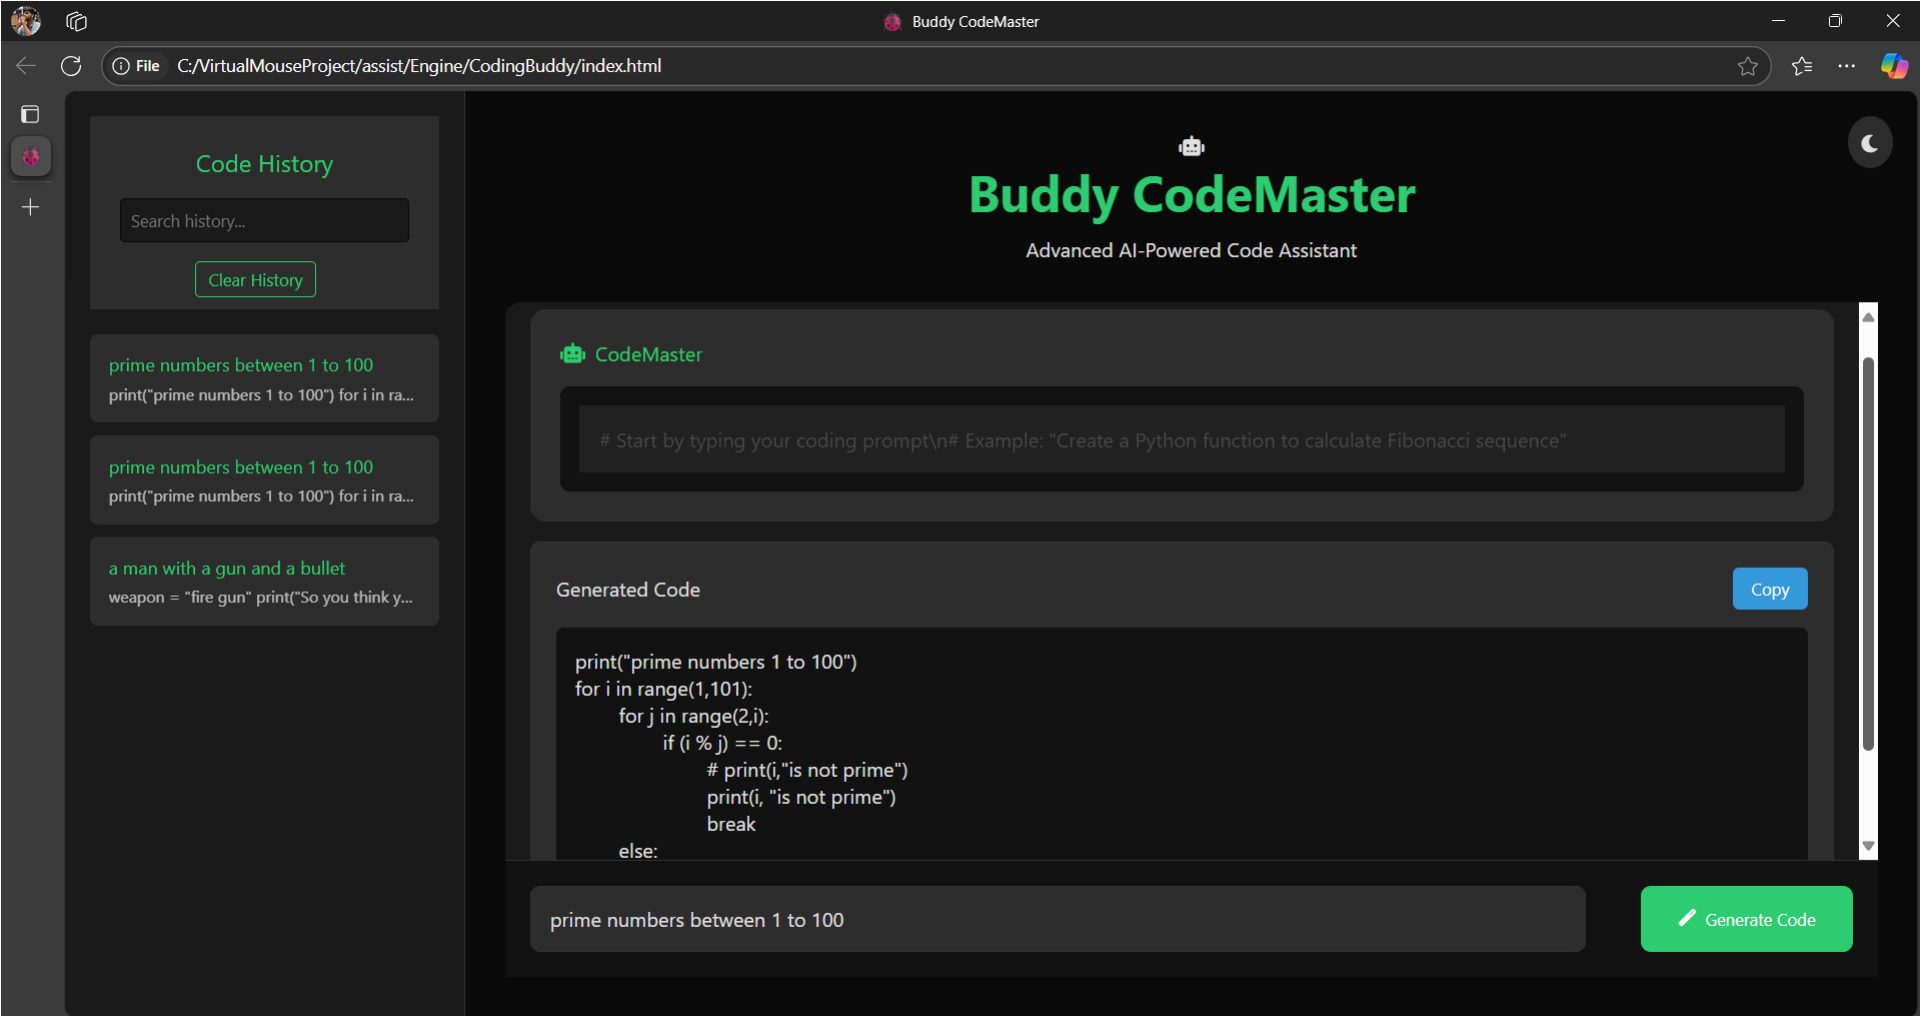 Buddy CodeMaster
File C:/VirtualMouseProject/assist/Engine/CodingBuddy/index.html
Code History
Search history...
Clear History
prime numbers between 1 to 100
print("prime numbers 1 to 100") for i in ra...
prime numbers between 1 to 100
print("prime numbers 1 to 100") for i in ra...
a man with a gun and a bullet
weapon = "fire gun" print("So you think y...
Buddy CodeMaster
Advanced AI-Powered Code Assistant
CodeMaster
# Start by typing your coding prompt\n# Example: "Create a Python function to calculate Fibonacci sequence"
Generated Code
Copy
print("prime numbers 1 to 100")
for i in range(1,101):
for j in range(2,i):
if (i % j) == 0:
# print(i,"is not prime")
print(i, "is not prime")
break
else:
prime numbers between 1 to 100
Generate Code